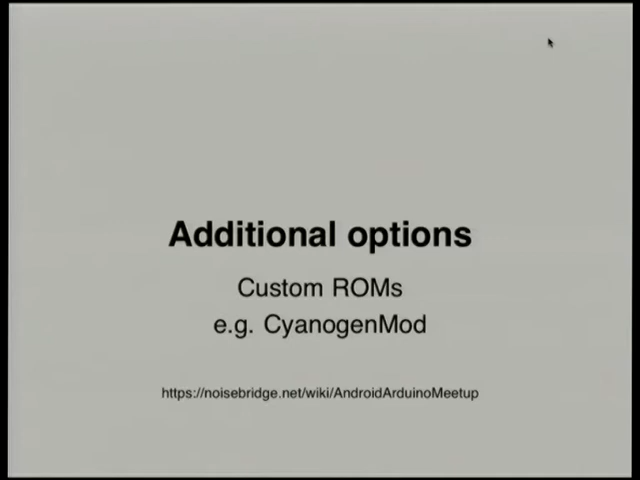 Additional options
Custom ROMs
e.g. CyanogenMod
https://noisebridge.net/wiki/AndroidArduinoMeetup